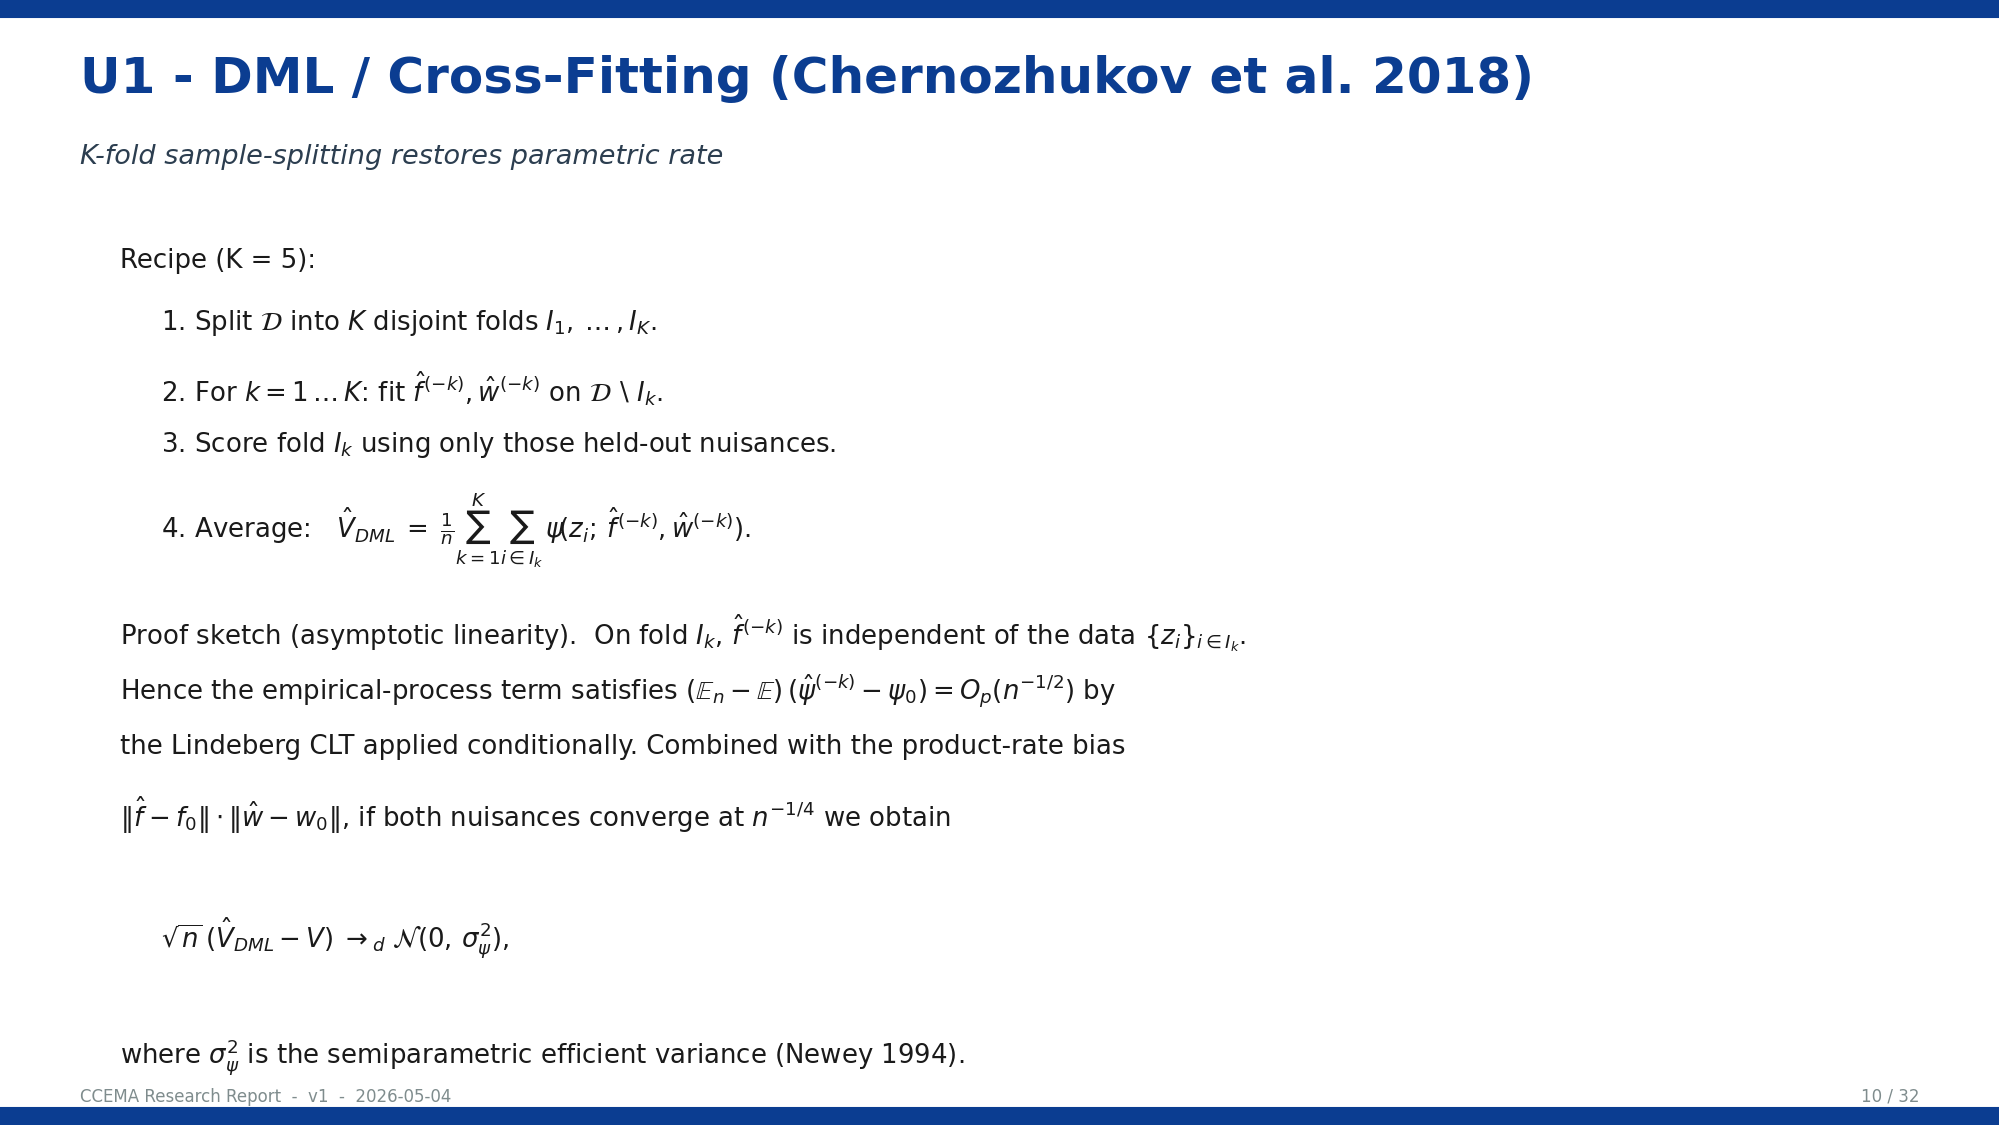 U1 - DML / Cross-Fitting (Chernozhukov et al. 2018)
K-fold sample-splitting restores parametric rate
Recipe (K = 5):
1. Split 𝒟 into K disjoint folds I₁, … , I_K.
2. For k = 1 … K: fit f̂^(−k), ŵ^(−k) on 𝒟 \ I_k.
3. Score fold I_k using only those held-out nuisances.
4. Average: V̂_DML = 1/n ∑_{k=1}^{K} ∑_{i∈I_k} ψ(z_i; f̂^(−k), ŵ^(−k)).
Proof sketch (asymptotic linearity). On fold I_k, f̂^(−k) is independent of the data {z_i}_{i∈I_k}.
Hence the empirical-process term satisfies (𝔼_n − 𝔼) (ψ̂^(−k) − ψ₀) = O_p(n^{−1/2}) by
the Lindeberg CLT applied conditionally. Combined with the product-rate bias
‖f̂ − f₀‖ · ‖ŵ − w₀‖, if both nuisances converge at n^{−1/4} we obtain
√n (V̂_DML − V) →_d 𝒩(0, σ²_ψ),
where σ²_ψ is the semiparametric efficient variance (Newey 1994).
CCEMA Research Report - v1 - 2026-05-04
10 / 32